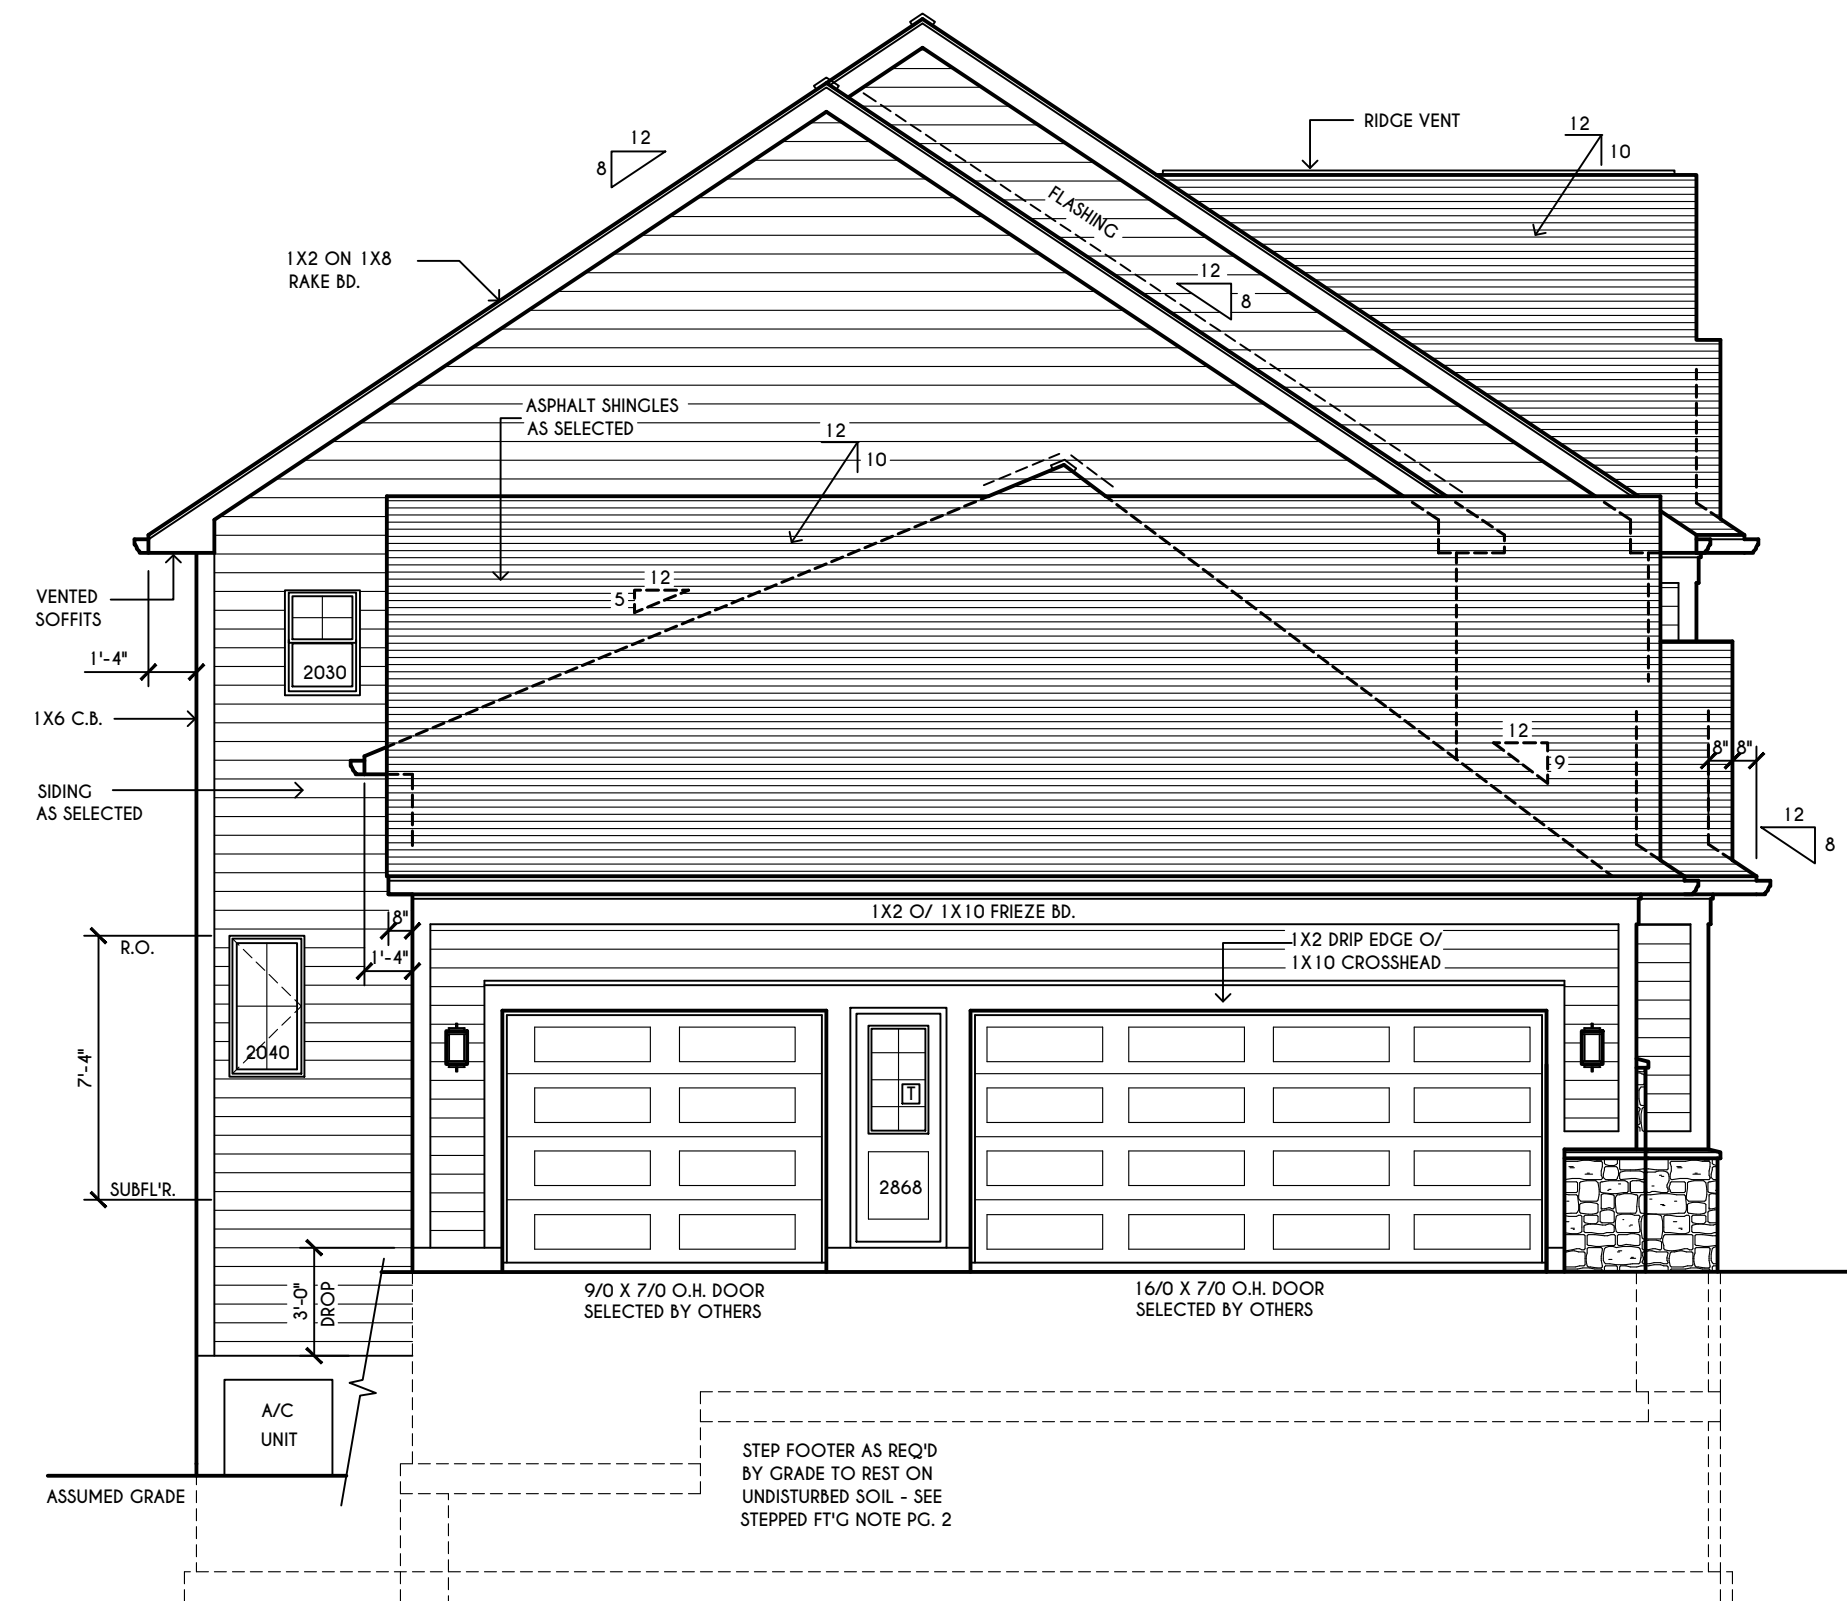 RIDGE VENT
12
10
12
8
FLASHING
1X2 ON 1X8
RAKE BD.
12
8
ASPHALT SHINGLES
AS SELECTED
12
10
12
5
VENTED
SOFFITS
1'-4"
2030
1X6 C.B.
12
9
8"
8"
SIDING
AS SELECTED
12
8
1X2 O/ 1X10 FRIEZE BD.
8"
1'-4"
R.O.
1X2 DRIP EDGE O/
1X10 CROSSHEAD
2040
7'-4"
T
2868
SUBFL'R.
3'-0"
DROP
9/0 X 7/0 O.H. DOOR
SELECTED BY OTHERS
16/0 X 7/0 O.H. DOOR
SELECTED BY OTHERS
A/C
UNIT
ASSUMED GRADE
STEP FOOTER AS REQ'D
BY GRADE TO REST ON
UNDISTURBED SOIL - SEE
STEPPED FT'G NOTE PG. 2